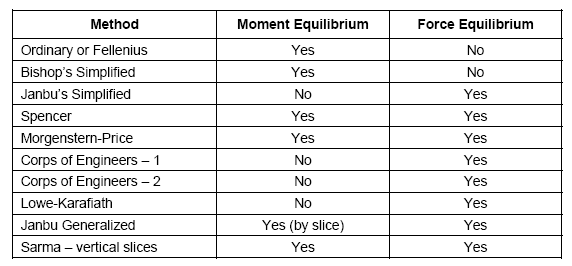 Method Moment Equilibrium Force Equilibrium
Ordinary or Fellenius Yes No
Bishop's Simplified Yes No
Janbu's Simplified No Yes
Spencer Yes Yes
Morgenstern-Price Yes Yes
Corps of Engineers – 1 No Yes
Corps of Engineers – 2 No Yes
Lowe-Karafiath No Yes
Janbu Generalized Yes (by slice) Yes
Sarma – vertical slices Yes Yes